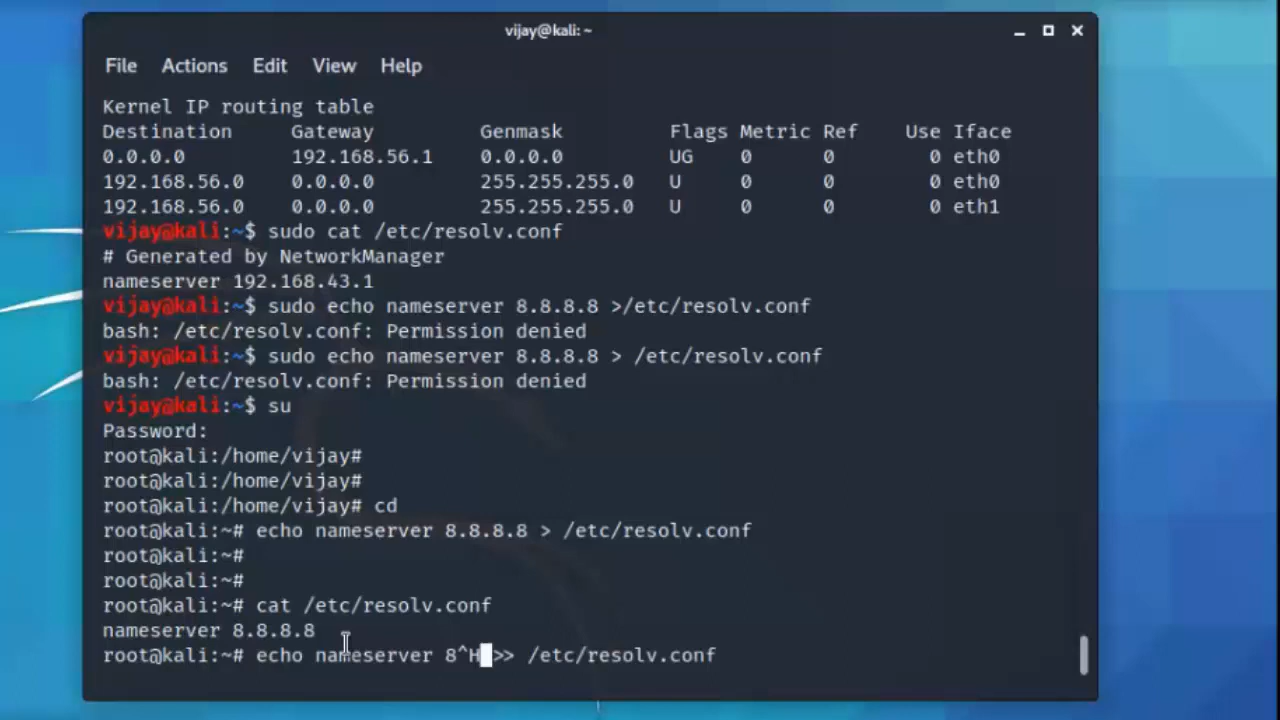 vijay@kali: ~
File Actions Edit View Help
Kernel IP routing table
Destination Gateway Genmask Flags Metric Ref Use Iface
0.0.0.0 192.168.56.1 0.0.0.0 UG 0 0 0 eth0
192.168.56.0 0.0.0.0 255.255.255.0 U 0 0 0 eth0
192.168.56.0 0.0.0.0 255.255.255.0 U 0 0 0 eth1
vijay@kali:~$ sudo cat /etc/resolv.conf
# Generated by NetworkManager
nameserver 192.168.43.1
vijay@kali:~$ sudo echo nameserver 8.8.8.8 >/etc/resolv.conf
bash: /etc/resolv.conf: Permission denied
vijay@kali:~$ sudo echo nameserver 8.8.8.8 > /etc/resolv.conf
bash: /etc/resolv.conf: Permission denied
vijay@kali:~$ su
Password:
root@kali:/home/vijay#
root@kali:/home/vijay#
root@kali:/home/vijay# cd
root@kali:~# echo nameserver 8.8.8.8 > /etc/resolv.conf
root@kali:~#
root@kali:~#
root@kali:~# cat /etc/resolv.conf
nameserver 8.8.8.8
root@kali:~# echo nameserver 8^H >> /etc/resolv.conf